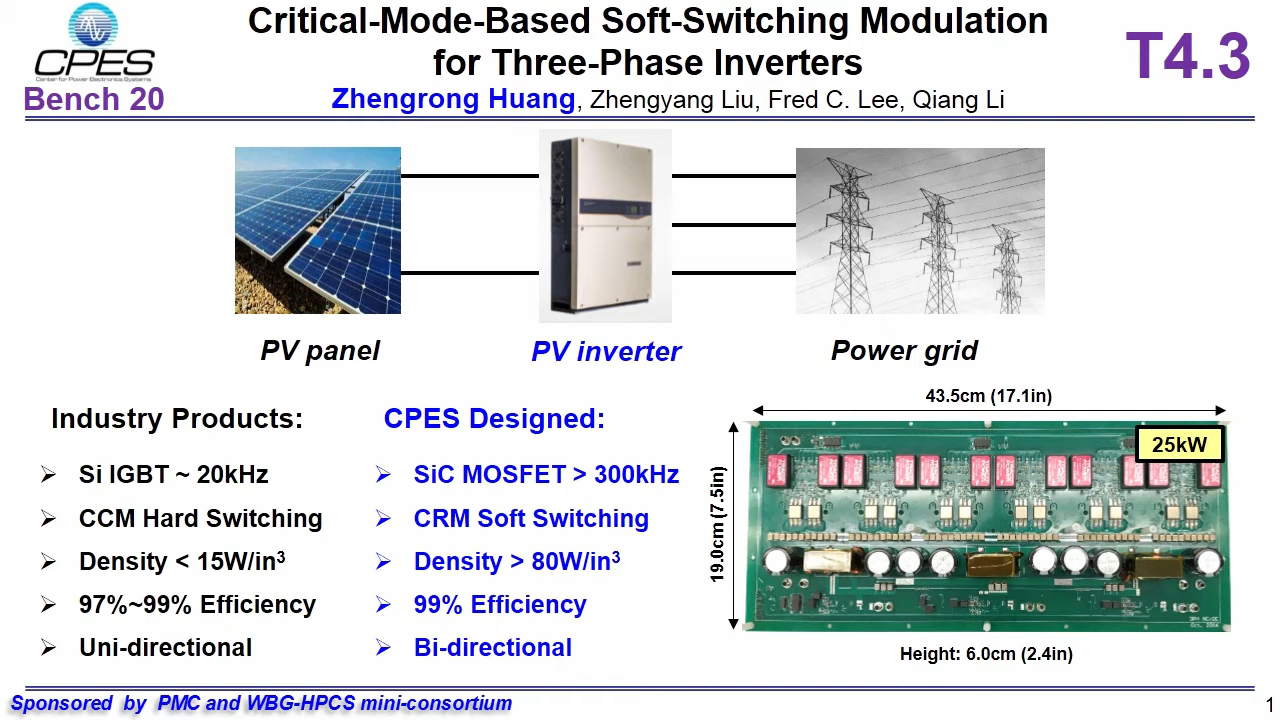 Critical-Mode-Based Soft-Switching Modulation
for Three-Phase Inverters
CPES
Center for Power Electronics Systems
Bench 20
T4.3
Zhengrong Huang, Zhengyang Liu, Fred C. Lee, Qiang Li
PV panel
PV inverter
Power grid
Industry Products:
➢ Si IGBT ~ 20kHz
➢ CCM Hard Switching
➢ Density < 15W/in³
➢ 97%~99% Efficiency
➢ Uni-directional
CPES Designed:
➢ SiC MOSFET > 300kHz
➢ CRM Soft Switching
➢ Density > 80W/in³
➢ 99% Efficiency
➢ Bi-directional
43.5cm (17.1in)
25kW
19.0cm (7.5in)
3PH AC/DC
Height: 6.0cm (2.4in)
Sponsored by PMC and WBG-HPCS mini-consortium
1